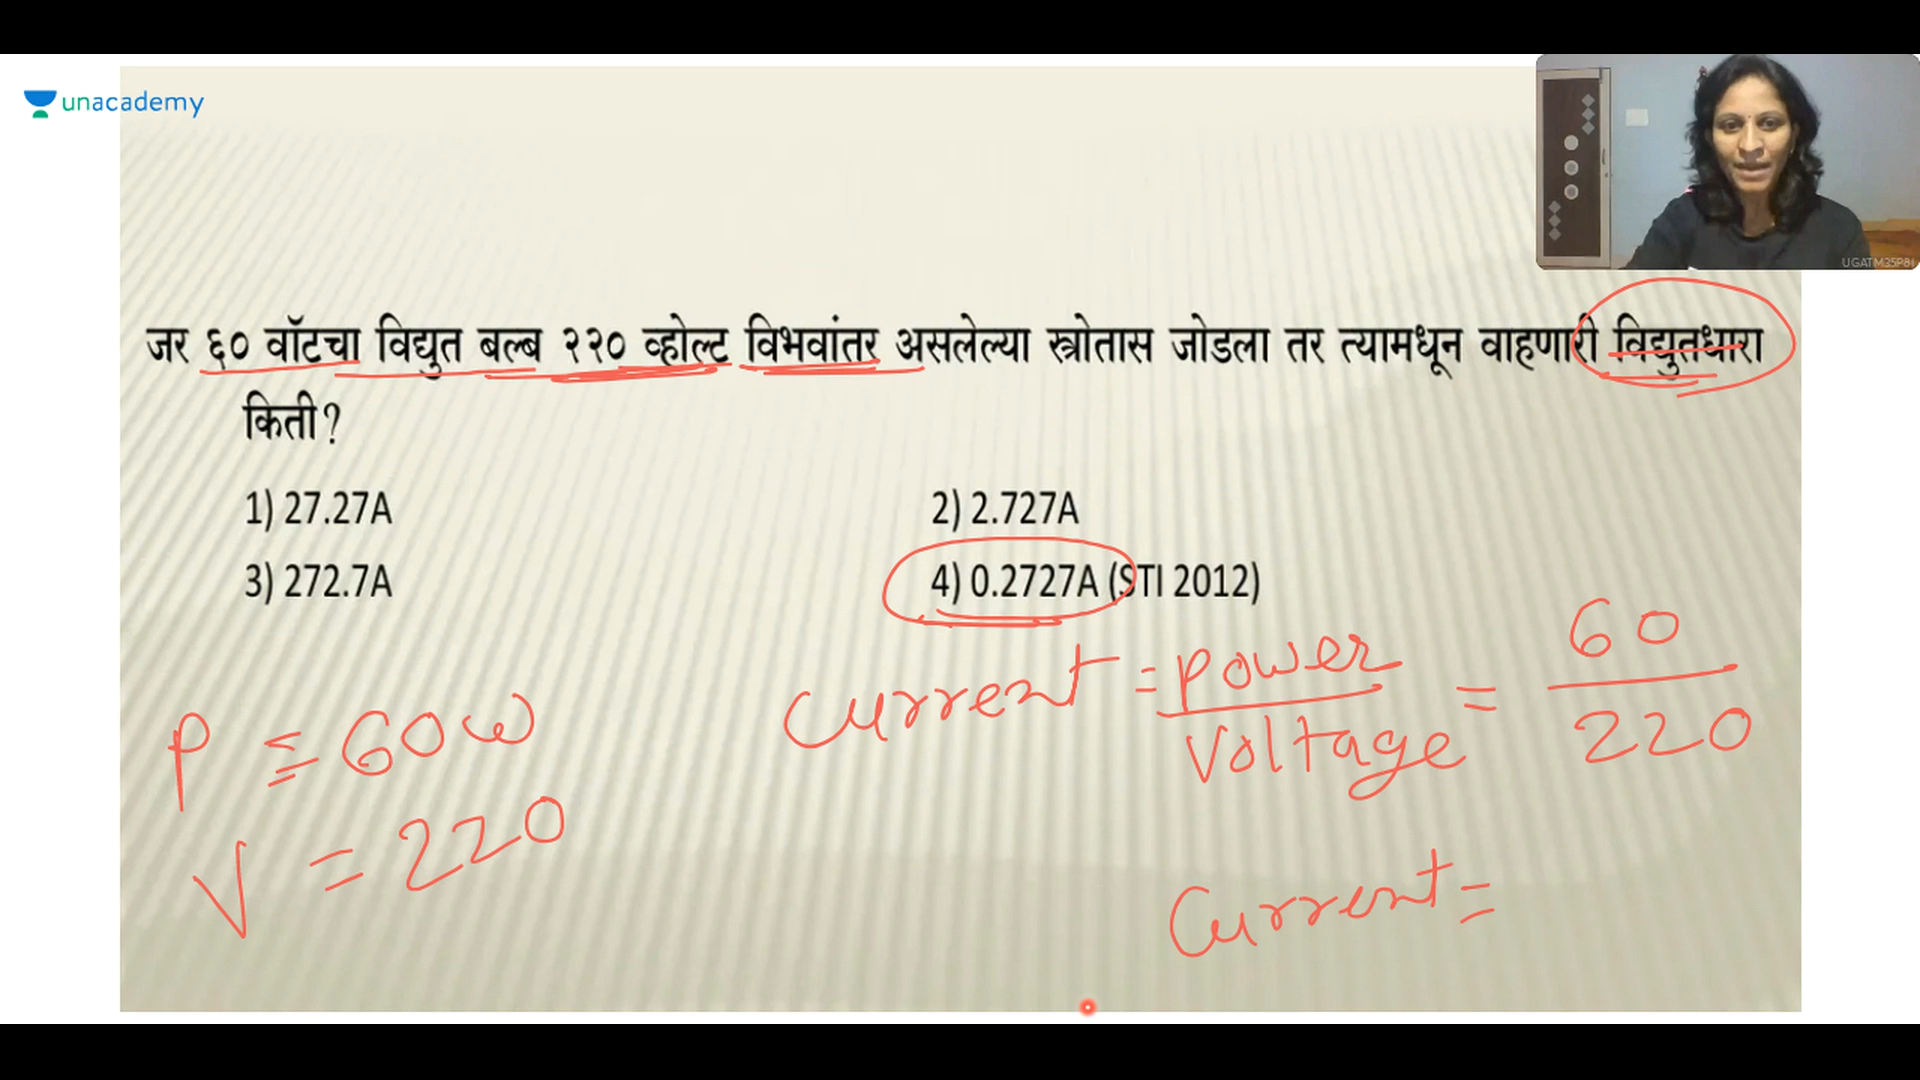 unacademy
UGATM35P8I
जर ६० वॉटचा विद्युत बल्ब २२० व्होल्ट विभवांतर असलेल्या स्त्रोतास जोडला तर त्यामधून वाहणारी विद्युतधारा
किती?
1) 27.27A 2) 2.727A
3) 272.7A 4) 0.2727A (STI 2012)
P = 60w
V = 220
Current = Power / Voltage = 60 / 220
Current =